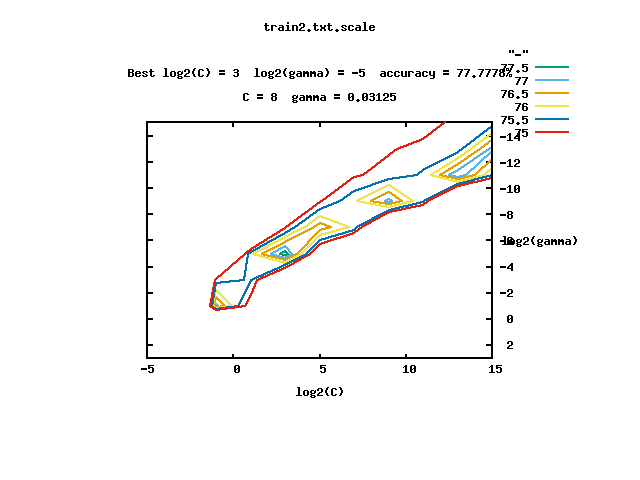 train2.txt.scale
"-"
Best log2(C) = 3  log2(gamma) = -5  accuracy = 77.7778%
77.5
77
C = 8  gamma = 0.03125
76.5
76
75.5
75
-14
-12
-10
-8
-6
log2(gamma)
-4
-2
0
2
-5 0 5 10 15
log2(C)